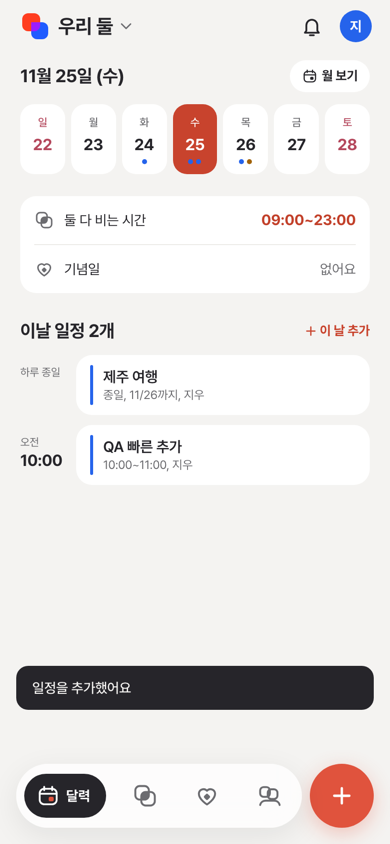 우리 둘
지
11월 25일 (수)
월 보기
일 월 화 수 목 금 토
22 23 24 25 26 27 28
둘 다 비는 시간 09:00~23:00
기념일 없어요
이날 일정 2개
+ 이 날 추가
하루 종일
제주 여행
종일, 11/26까지, 지우
오전
10:00
QA 빠른 추가
10:00~11:00, 지우
일정을 추가했어요
달력
+